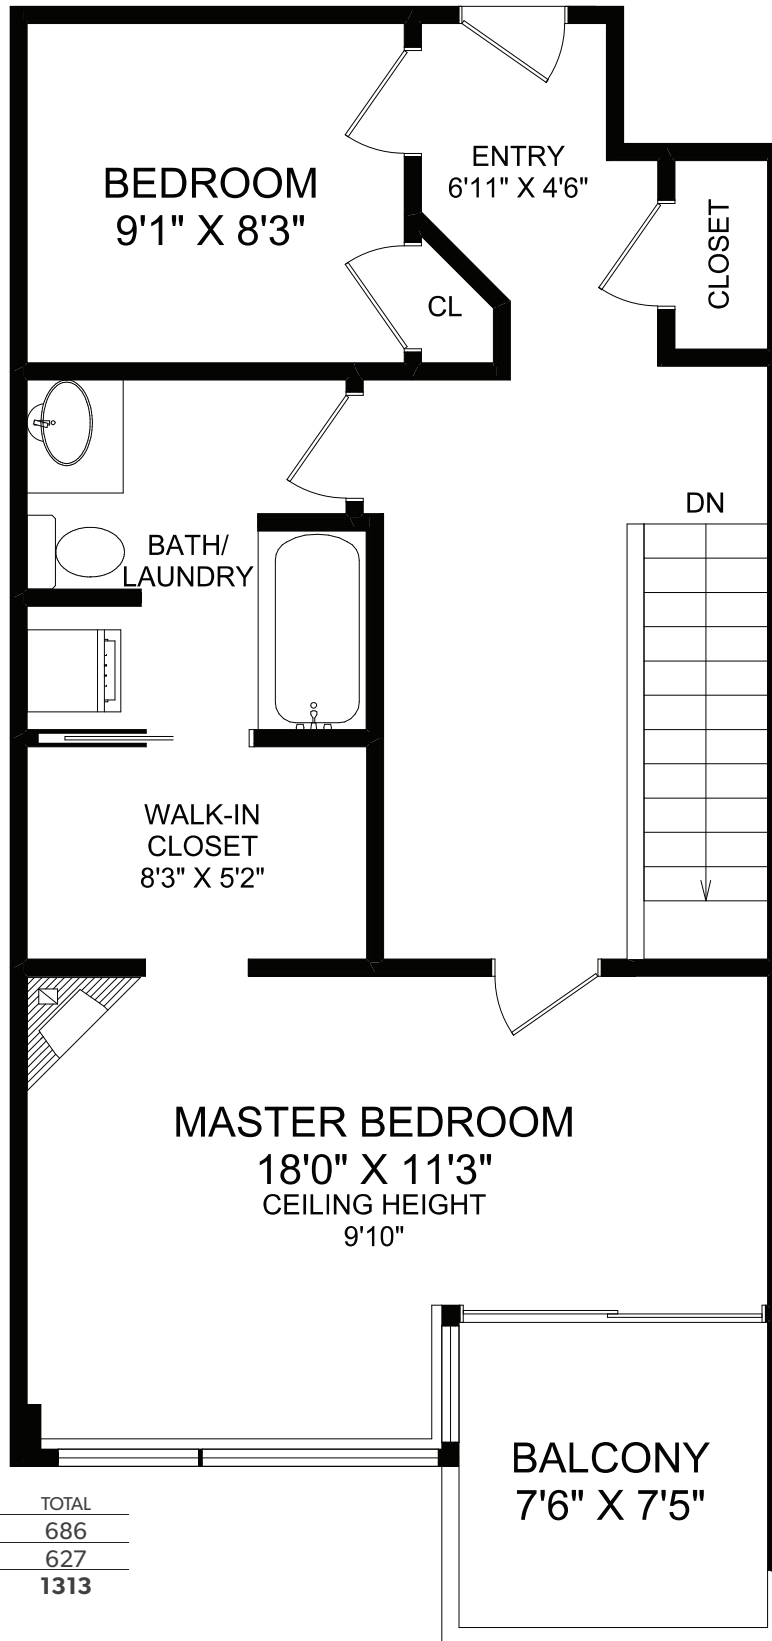 ENTRY
6'11" X 4'6"
BEDROOM
9'1" X 8'3"
CLOSET
CL
DN
BATH/
LAUNDRY
WALK-IN
CLOSET
8'3" X 5'2"
MASTER BEDROOM
18'0" X 11'3"
CEILING HEIGHT
9'10"
BALCONY
7'6" X 7'5"
TOTAL
686
627
1313